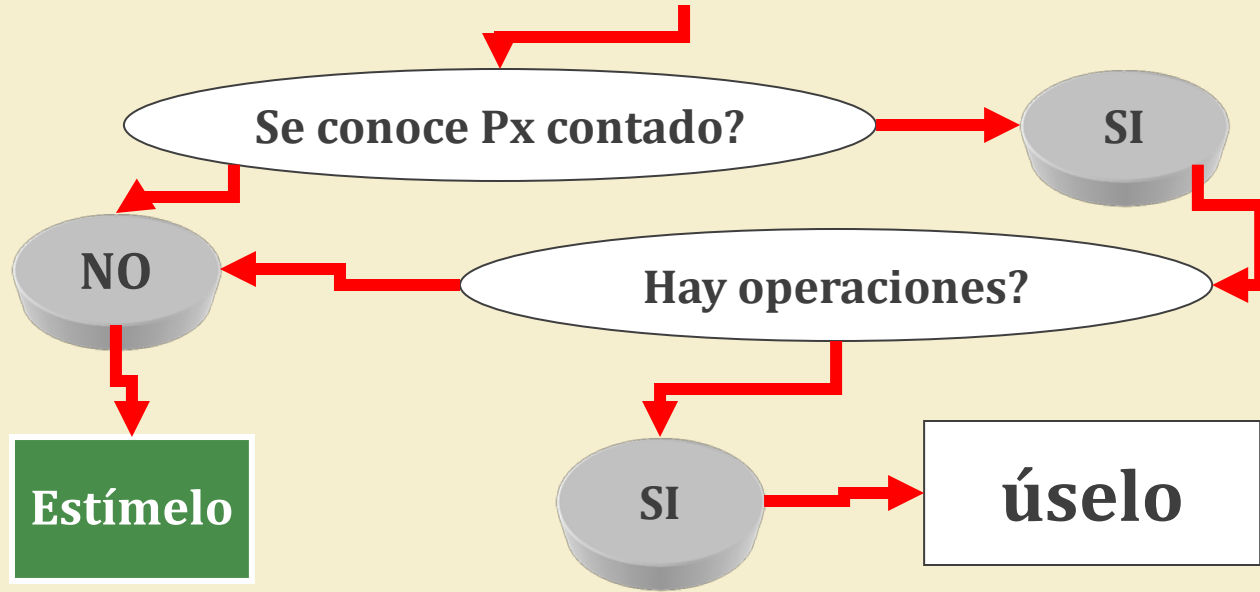 Se conoce Px contado?
SI
NO
Hay operaciones?
Estímelo
SI
úselo